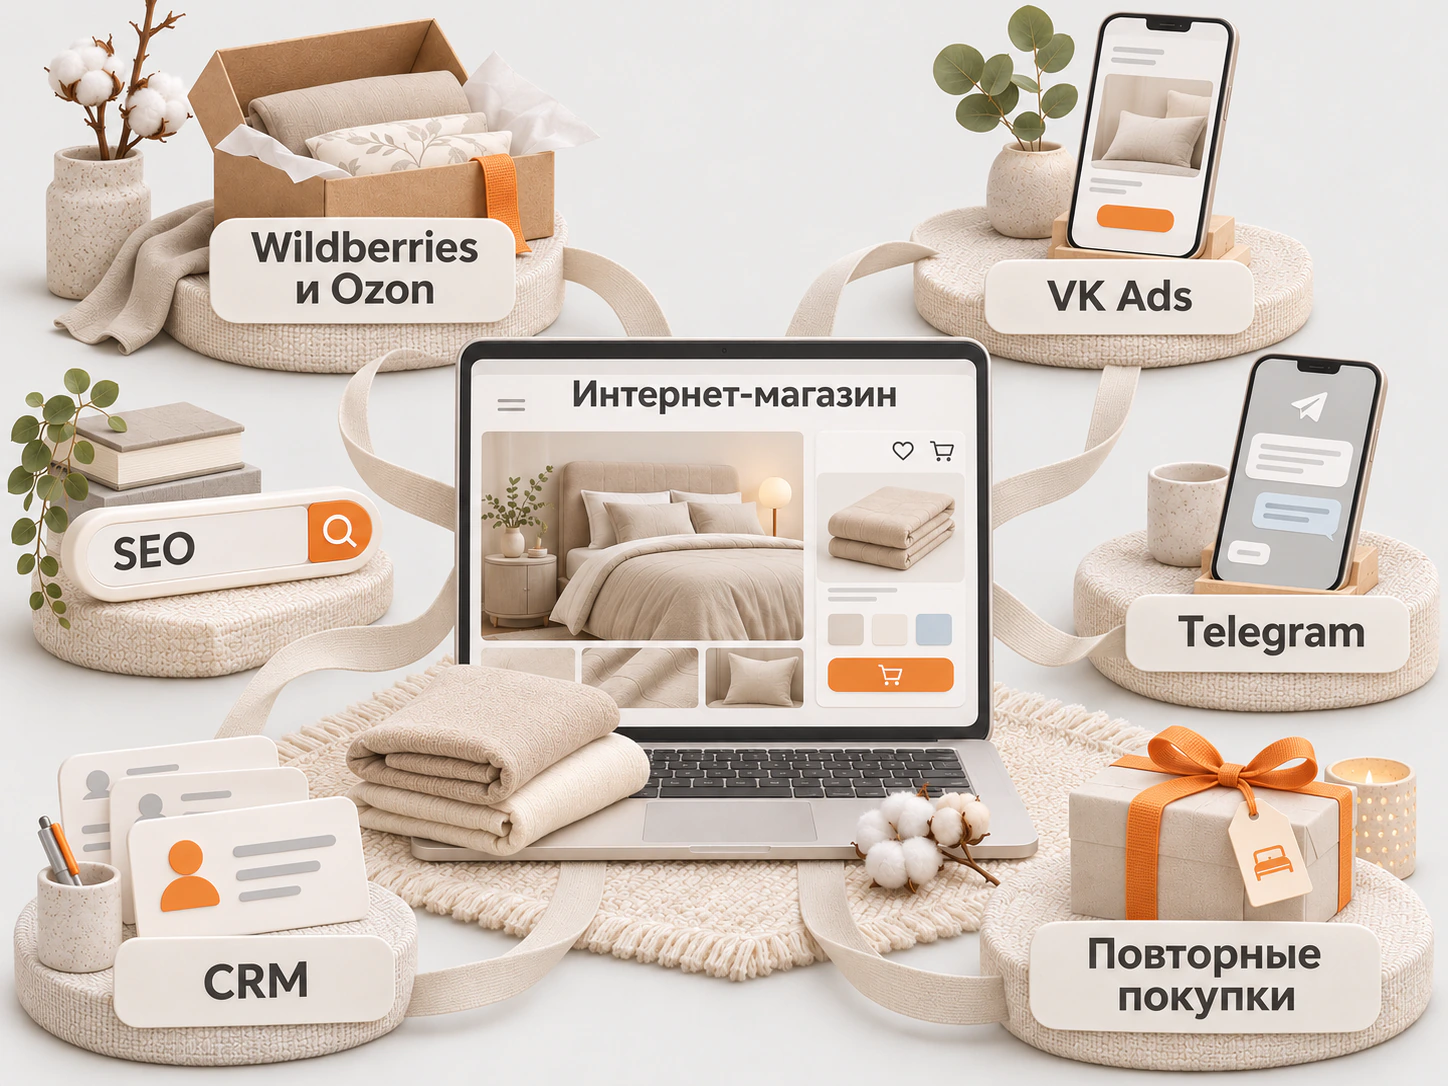 Wildberries
и Ozon
VK Ads
Интернет-магазин
SEO
Telegram
CRM
Повторные
покупки